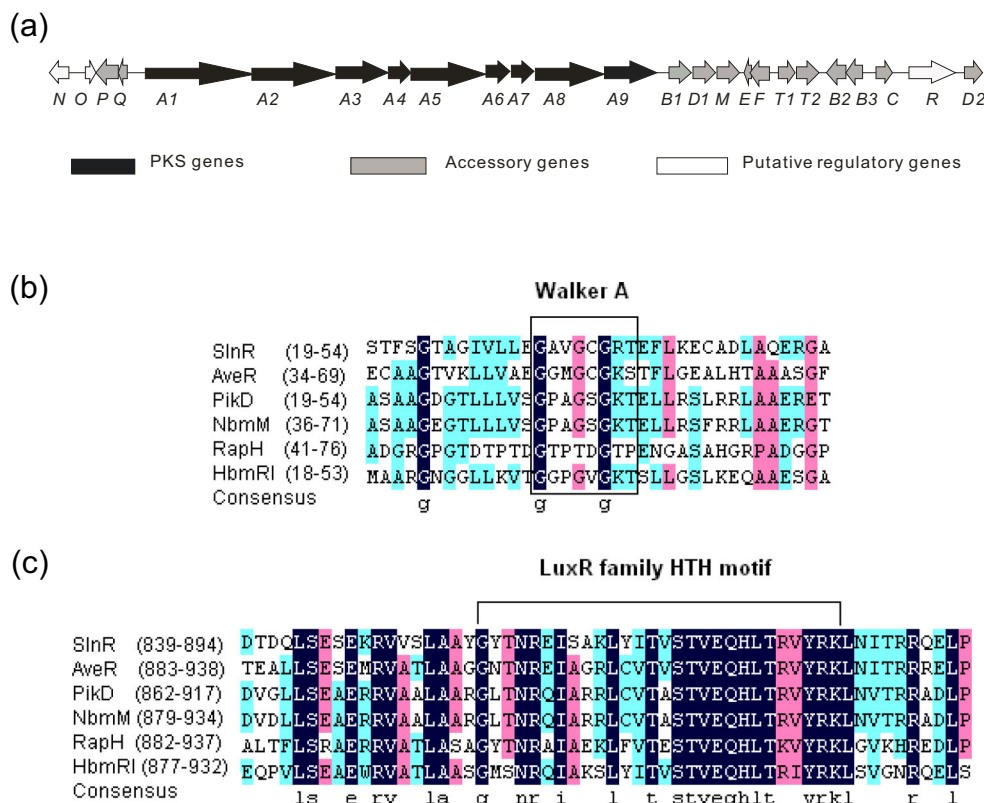 (a)
N O P Q A1 A2 A3 A4 A5 A6 A7 A8 A9 B1 D1 M E F T1 T2 B2 B3 C R D2
PKS genes Accessory genes Putative regulatory genes
(b)
Walker A
SlnR (19-54) STFSGTAGIVLLEGAVGCGRTEFLKECADLAQERGA
AveR (34-69) ECAAGTVKLLVAEGGMGCGKSTFLGEALHTAAASGF
PikD (19-54) ASAAGDGTLLLVSGPAGSGKTELLRSLRRLAAERET
NbmM (36-71) ASAAGEGTLLLVSGPAGSGKTELLRSFRRLAAERGT
RapH (41-76) ADGRGPGTDTPTDGTPTDGTPENGASAHGRPADGGP
HbmRI (18-53) MAARGNGGLLKVTGGPGVGKTSLLGSLKEQAAESGA
Consensus g g g
(c)
LuxR family HTH motif
SlnR (839-894) DTDQLSESEKRVVSLAAYGYTNREISAKLYITVSTVEQHLTRVYRKLNITRRQELP
AveR (883-938) TEALLSESEMRVATLAAGGNTNREIAGRLCVTVSTVEQHLTRVYRKLNITRRRELP
PikD (862-917) DVGLLSEAERRVAALAARGLTNRQIARRLCVTASTVEQHLTRVYRKLNVTRRADLP
NbmM (879-934) DVDLLSEAERRVAALAARGLTNRQIARRLCVTASTVEQHLTRVYRKLNVTRRADLP
RapH (882-937) ALTFLSRAERRVATLASAGYTNRAIAEKLFVTESTVEQHLTKVYRKLGVKHREDLP
HbmRI (877-932) EQPVLSEAEWRVATLAASGMSNRQIAKSLYITNSTVEQHLTRIYRKLSVGNRQELS
Consensus ls e rv la g nr i l t stveqhlt yrkl r l